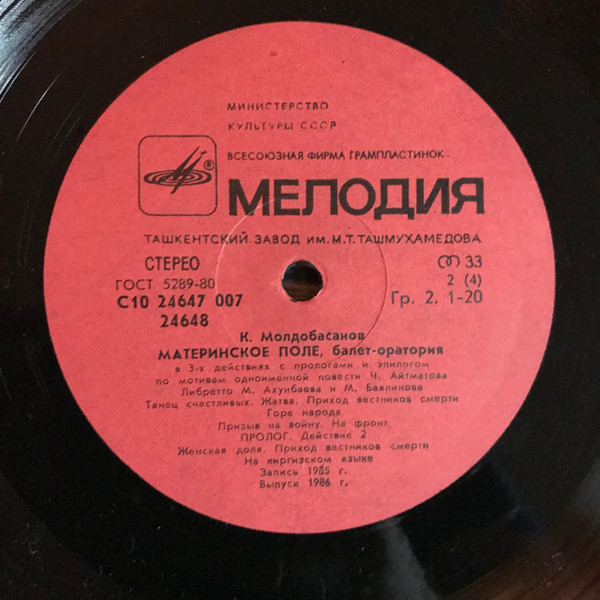 МИНИСТЕРСТВО
КУЛЬТУРЫ СССР
ВСЕСОЮЗНАЯ ФИРМА ГРАМПЛАСТИНОК
®
МЕЛОДИЯ
ТАШКЕНТСКИЙ ЗАВОД ИМ. М.Т. ТАШМУХАМЕДОВА
СТЕРЕО 33
ГОСТ 5289-80 2 (4)
С10 24647 007 Гр. 2. 1-20
24648
К. Молдобасанов
МАТЕРИНСКОЕ ПОЛЕ, балет-оратория
в 3-х действиях с прологами и эпилогом
по мотивам одноименной повести Ч. Айтматова
Либретто М. Ахунбаева и М. Баялинова
Танец счастливых. Жатва. Приход вестников смерти
Горе народа
Призыв на войну. На фронт
ПРОЛОГ. Действие 2
Женская доля. Приход вестников смерти
На киргизском языке
Запись 1985 г.
Выпуск 1986 г.